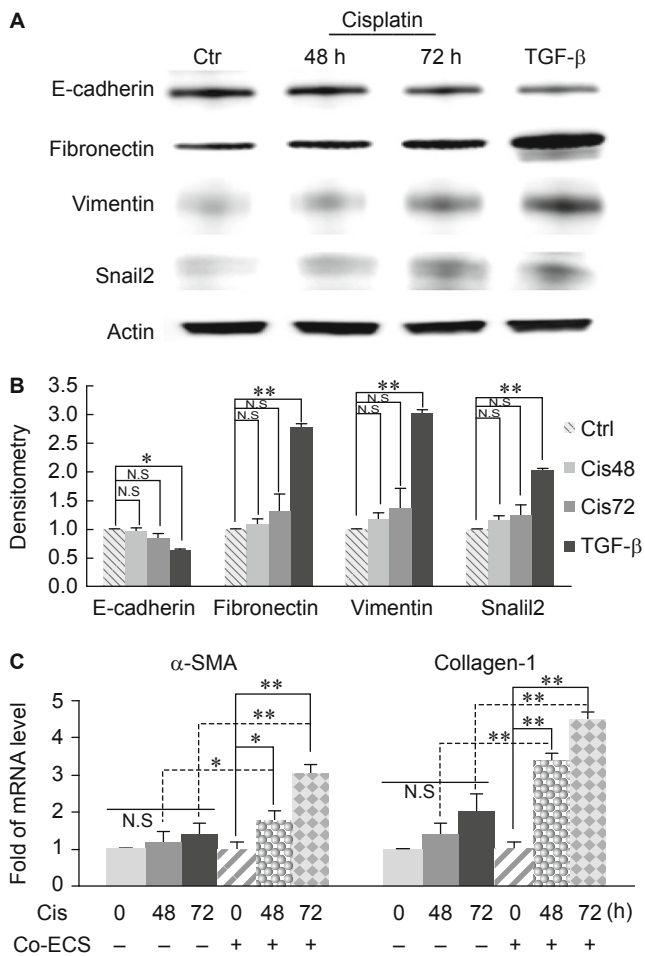 A
Cisplatin
Ctr 48 h 72 h TGF-β
E-cadherin
Fibronectin
Vimentin
Snail2
Actin
B
Densitometry
3.5
3.0
2.5
2.0
1.5
1.0
0.5
0.0
N.S
N.S
*
N.S
N.S
**
N.S
N.S
**
N.S
N.S
**
Ctrl
Cis48
Cis72
TGF-β
E-cadherin Fibronectin Vimentin Snalil2
C
α-SMA Collagen-1
Fold of mRNA level
5
4
3
2
1
0
N.S
*
**
*
**
N.S
**
**
**
**
Cis 0 48 72 0 48 72 0 48 72 0 48 72 (h)
Co-ECS – – – + + + – – – + + +